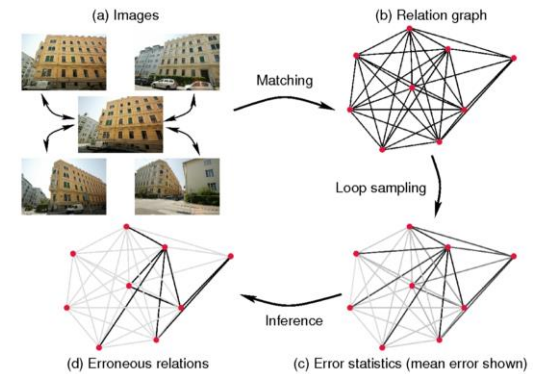 (a) Images
(b) Relation graph
Matching
Loop sampling
Inference
(d) Erroneous relations
(c) Error statistics (mean error shown)